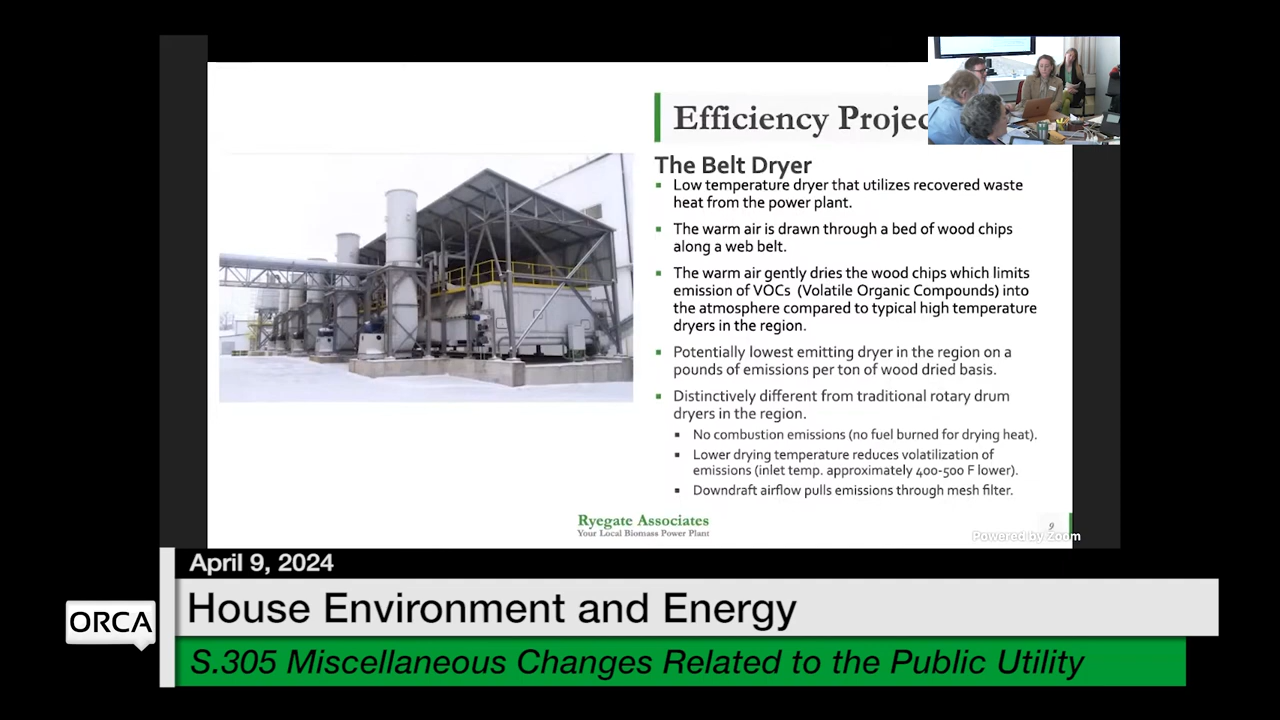 Efficiency Projec
The Belt Dryer
▪ Low temperature dryer that utilizes recovered waste
heat from the power plant.
▪ The warm air is drawn through a bed of wood chips
along a web belt.
▪ The warm air gently dries the wood chips which limits
emission of VOCs (Volatile Organic Compounds) into
the atmosphere compared to typical high temperature
dryers in the region.
▪ Potentially lowest emitting dryer in the region on a
pounds of emissions per ton of wood dried basis.
▪ Distinctively different from traditional rotary drum
dryers in the region.
▪ No combustion emissions (no fuel burned for drying heat).
▪ Lower drying temperature reduces volatilization of
emissions (inlet temp. approximately 400-500 F lower).
▪ Downdraft airflow pulls emissions through mesh filter.
Ryegate Associates
Your Local Biomass Power Plant
9
Powered by Zoom
April 9, 2024
House Environment and Energy
ORCA
S.305 Miscellaneous Changes Related to the Public Utility